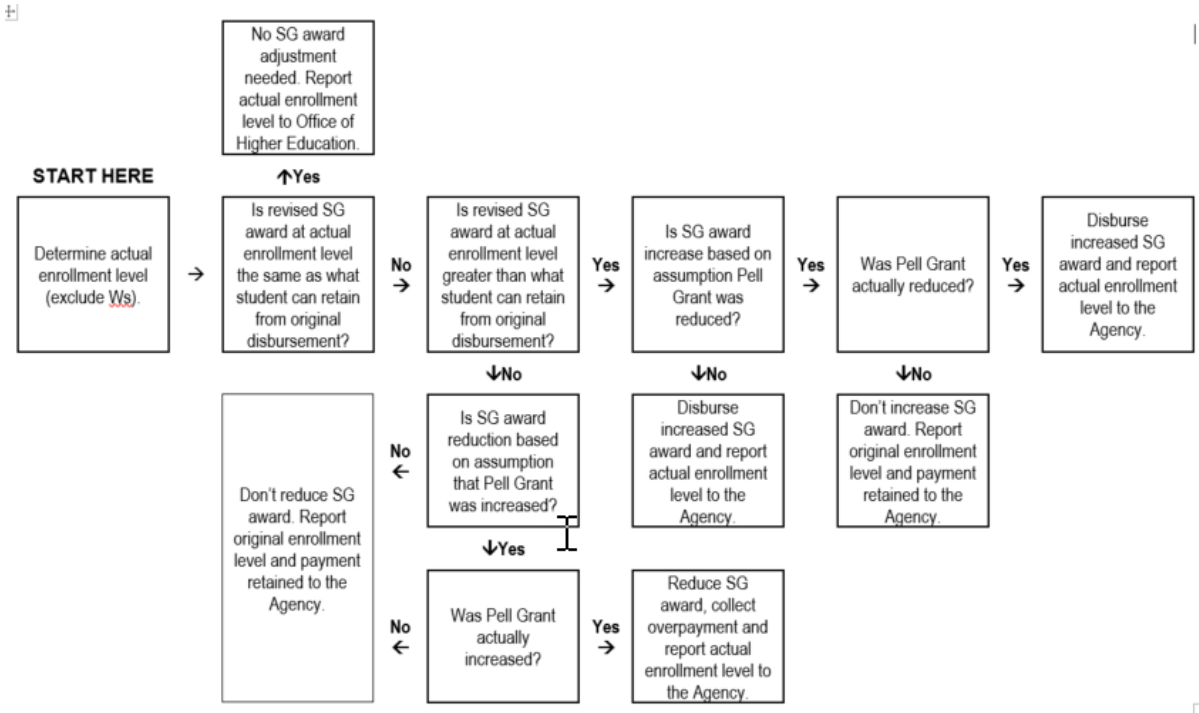 No SG award
adjustment
needed. Report
actual enrollment
level to Office of
Higher Education.
START HERE
↑Yes
Determine actual
enrollment level
(exclude Ws).
→
Is revised SG
award at actual
enrollment level
the same as what
student can retain
from original
disbursement?
No
→
Is revised SG
award at actual
enrollment level
greater than what
student can retain
from original
disbursement?
Yes
→
Is SG award
increase based on
assumption Pell
Grant was
reduced?
Yes
→
Was Pell Grant
actually reduced?
Yes
→
Disburse
increased SG
award and report
actual enrollment
level to the
Agency.
↓No
↓No
↓No
Don't reduce SG
award. Report
original enrollment
level and payment
retained to the
Agency.
No
←
Is SG award
reduction based
on assumption
that Pell Grant
was increased?
Disburse
increased SG
award and report
actual enrollment
level to the
Agency.
Don't increase SG
award. Report
original enrollment
level and payment
retained to the
Agency.
↓Yes
No
←
Was Pell Grant
actually
increased?
Yes
→
Reduce SG
award, collect
overpayment and
report actual
enrollment level to
the Agency.